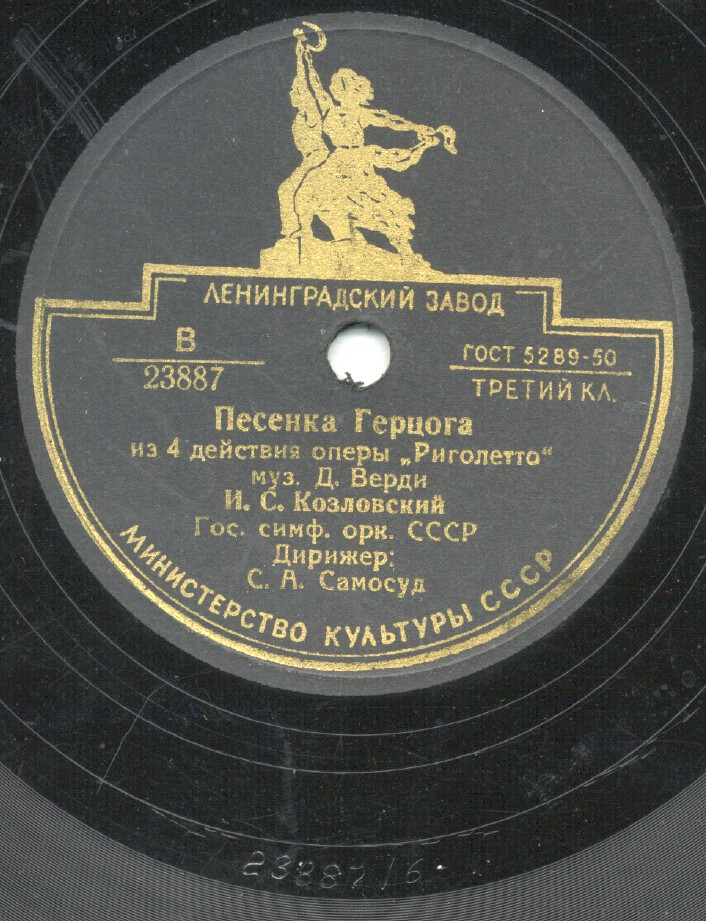 ЛЕНИНГРАДСКИЙ ЗАВОД
В
23887
ГОСТ 5289-50
ТРЕТИЙ КЛ.
Песенка Герцога
из 4 действия оперы „Риголетто“
муз. Д. Верди
И. С. Козловский
Гос. симф. орк. СССР
Дирижер:
С. А. Самосуд
МИНИСТЕРСТВО КУЛЬТУРЫ СССР
23887/6